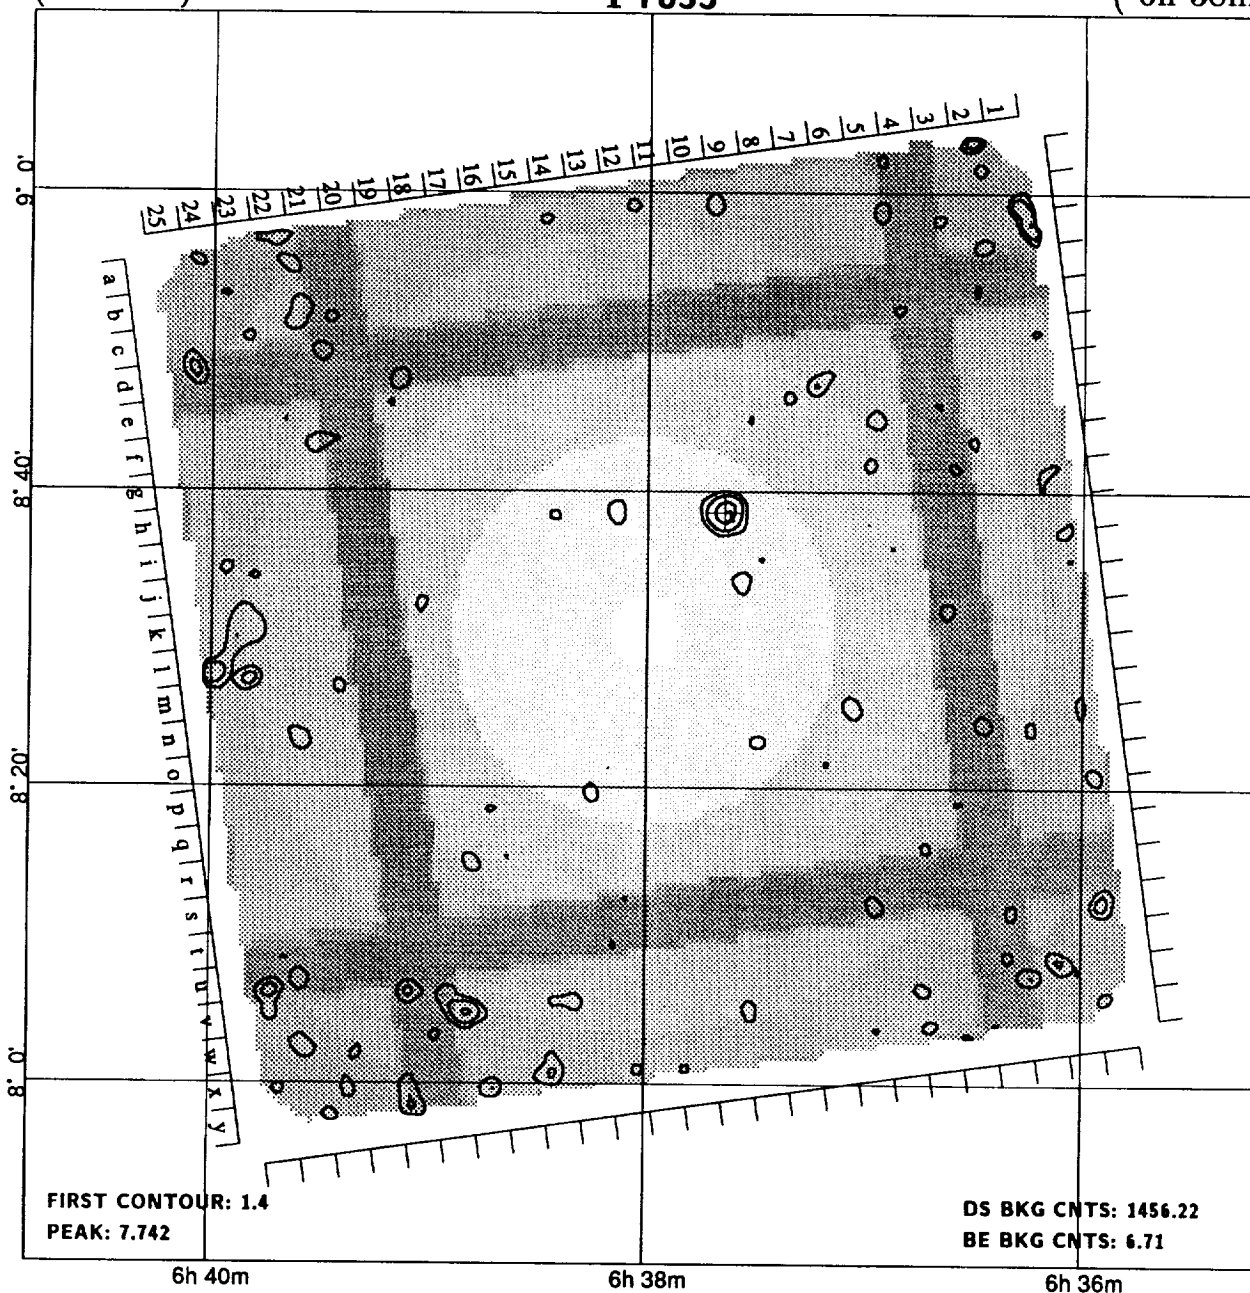 1 2 3 4 5 6 7 8 9 10 11 12 13 14 15 16 17 18 19 20 21 22 23 24 25
a b c d e f g h i j k l m n o p q r s t u v w x y
9° 0'
8° 40'
8° 20'
8° 0'
FIRST CONTOUR: 1.4
PEAK: 7.742
DS BKG CNTS: 1456.22
BE BKG CNTS: 6.71
6h 40m 6h 38m 6h 36m